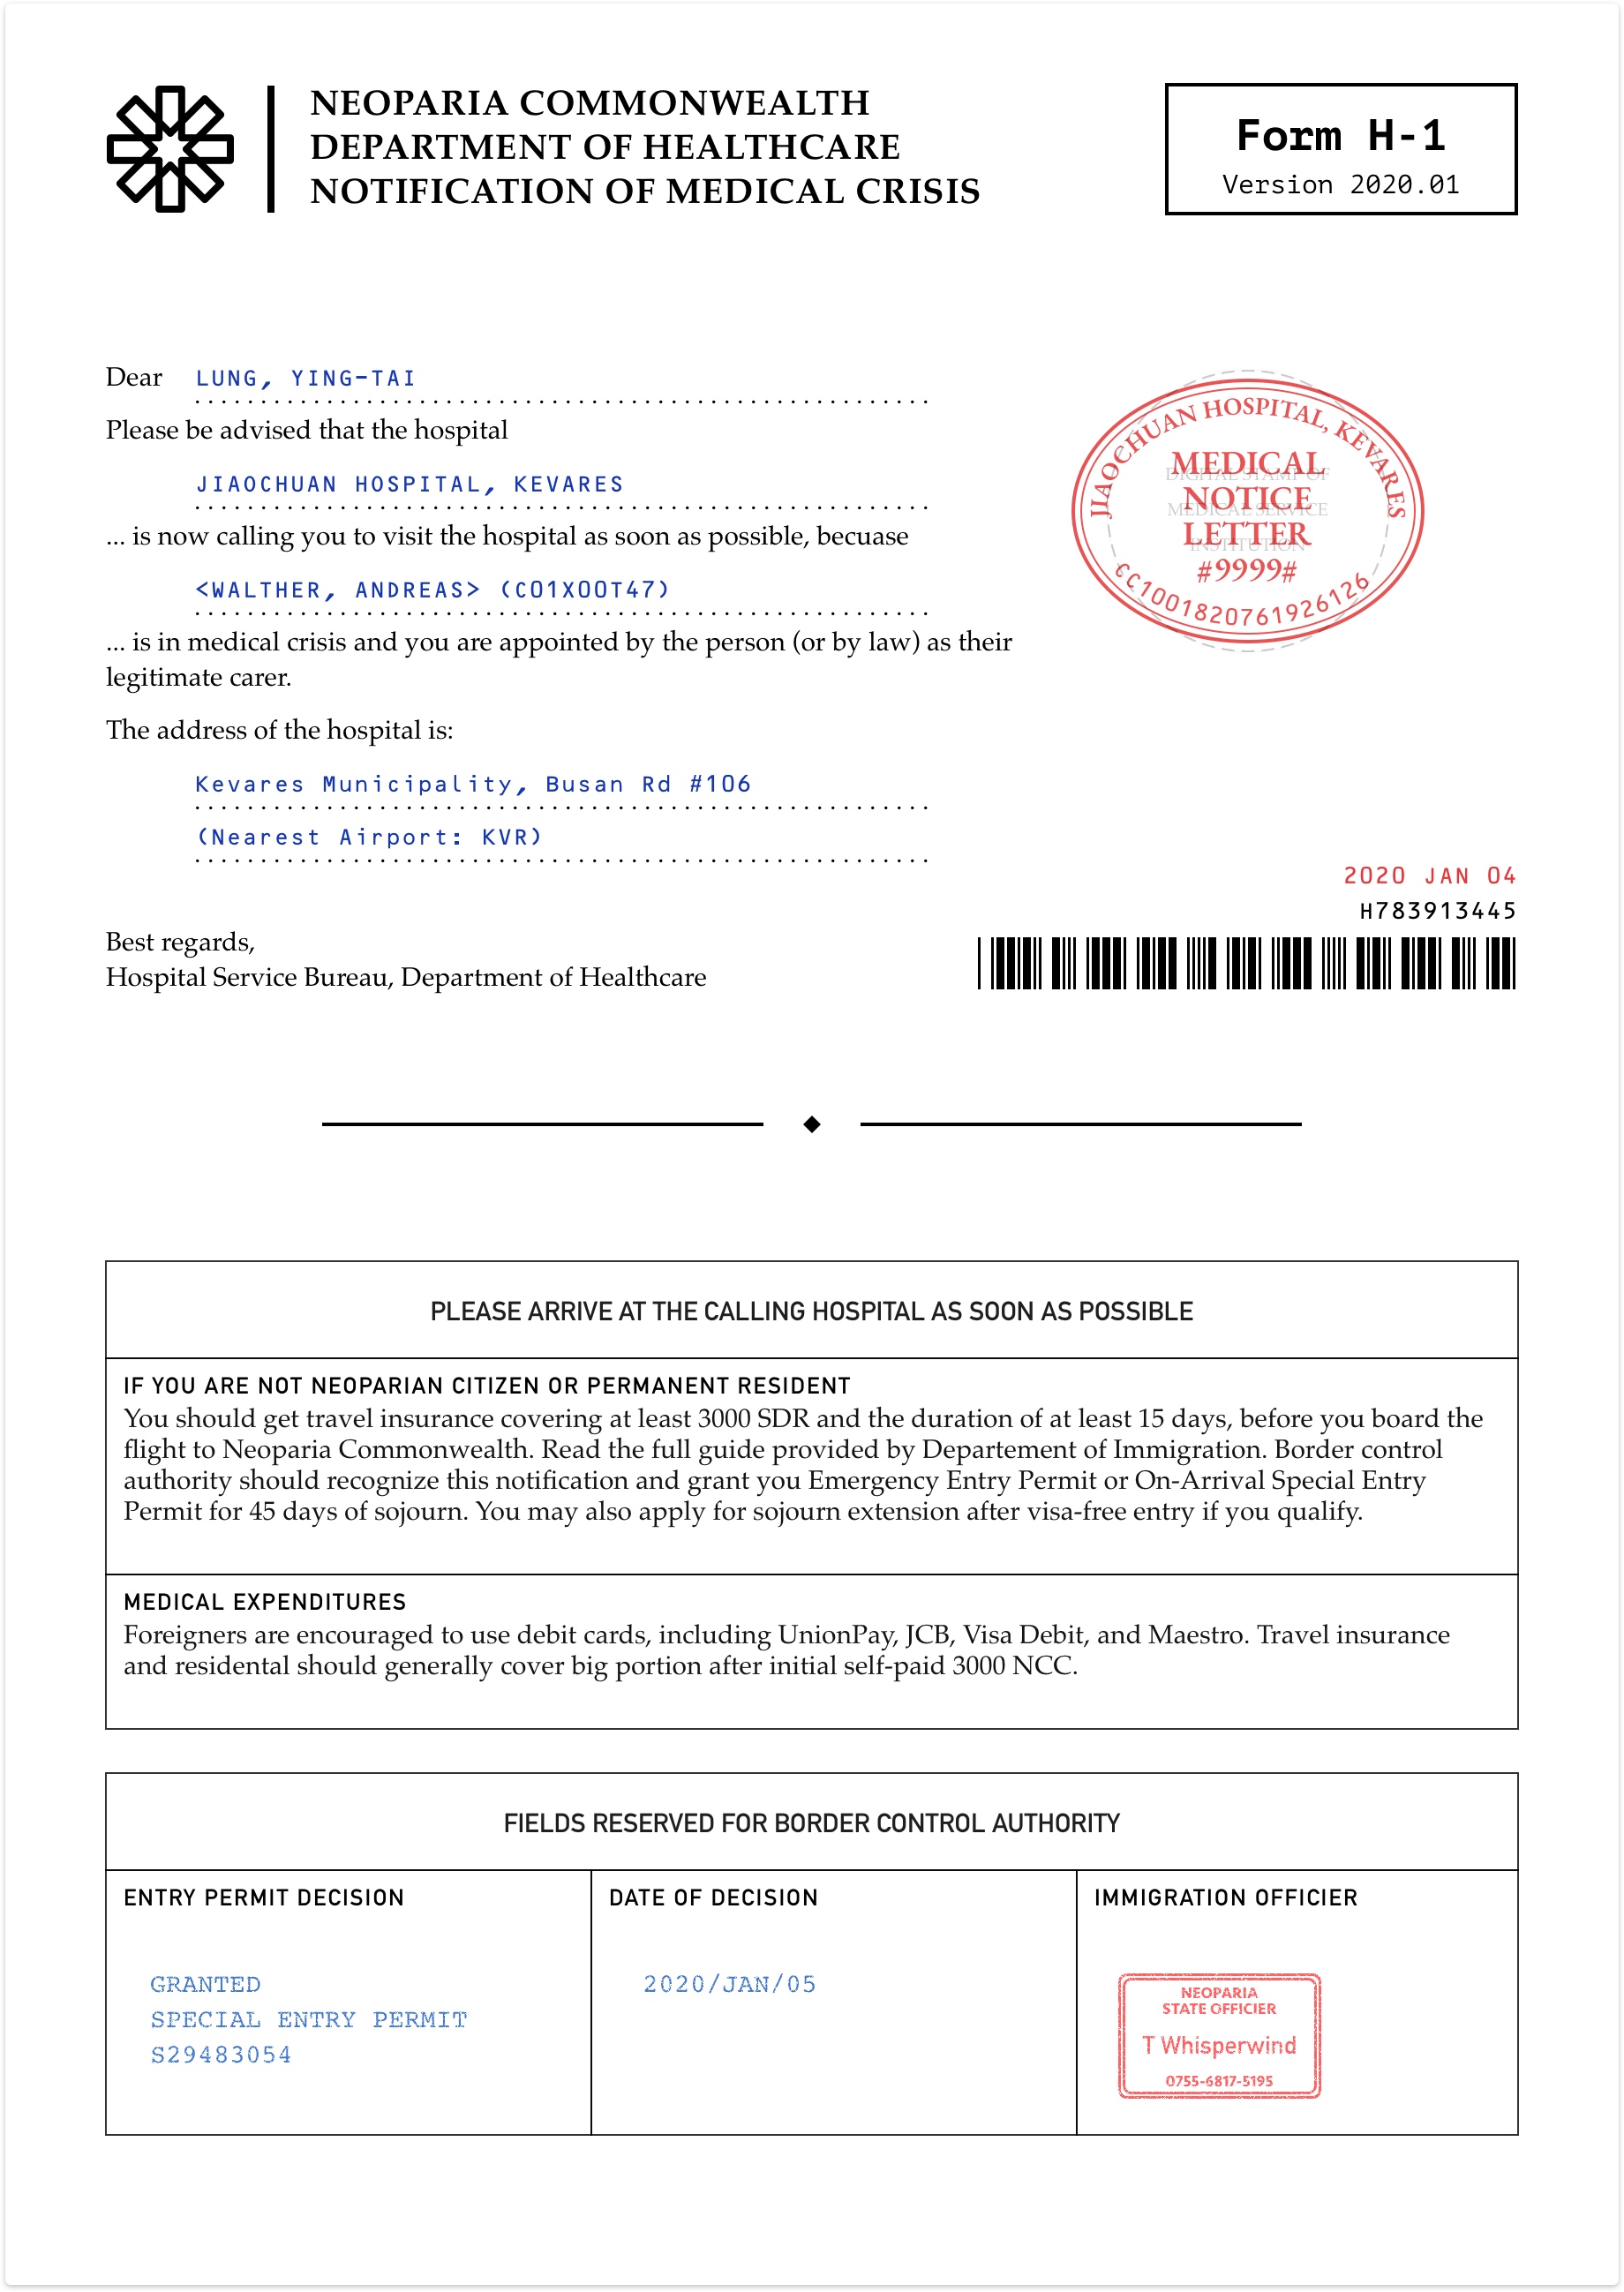 NEOPARIA COMMONWEALTH
DEPARTMENT OF HEALTHCARE
NOTIFICATION OF MEDICAL CRISIS
Form H-1
Version 2020.01
Dear LUNG, YING-TAI
Please be advised that the hospital
JIAOCHUAN HOSPITAL, KEVARES
... is now calling you to visit the hospital as soon as possible, becuase
<WALTHER, ANDREAS> (C01X00T47)
... is in medical crisis and you are appointed by the person (or by law) as their
legitimate carer.
The address of the hospital is:
Kevares Municipality, Busan Rd #106
(Nearest Airport: KVR)
Best regards,
Hospital Service Bureau, Department of Healthcare
JIAOCHUAN HOSPITAL, KEVARES
MEDICAL
DIGITAL STAMP OF
NOTICE
MEDICAL SERVICE
LETTER
INSTITUTION
#9999#
CC1001820761926126
2020 JAN 04
H783913445
PLEASE ARRIVE AT THE CALLING HOSPITAL AS SOON AS POSSIBLE
IF YOU ARE NOT NEOPARIAN CITIZEN OR PERMANENT RESIDENT
You should get travel insurance covering at least 3000 SDR and the duration of at least 15 days, before you board the
flight to Neoparia Commonwealth. Read the full guide provided by Departement of Immigration. Border control
authority should recognize this notification and grant you Emergency Entry Permit or On-Arrival Special Entry
Permit for 45 days of sojourn. You may also apply for sojourn extension after visa-free entry if you qualify.
MEDICAL EXPENDITURES
Foreigners are encouraged to use debit cards, including UnionPay, JCB, Visa Debit, and Maestro. Travel insurance
and residental should generally cover big portion after initial self-paid 3000 NCC.
FIELDS RESERVED FOR BORDER CONTROL AUTHORITY
ENTRY PERMIT DECISION
GRANTED
SPECIAL ENTRY PERMIT
S29483054
DATE OF DECISION
2020/JAN/05
IMMIGRATION OFFICIER
NEOPARIA
STATE OFFICIER
T Whisperwind
0755-6817-5195